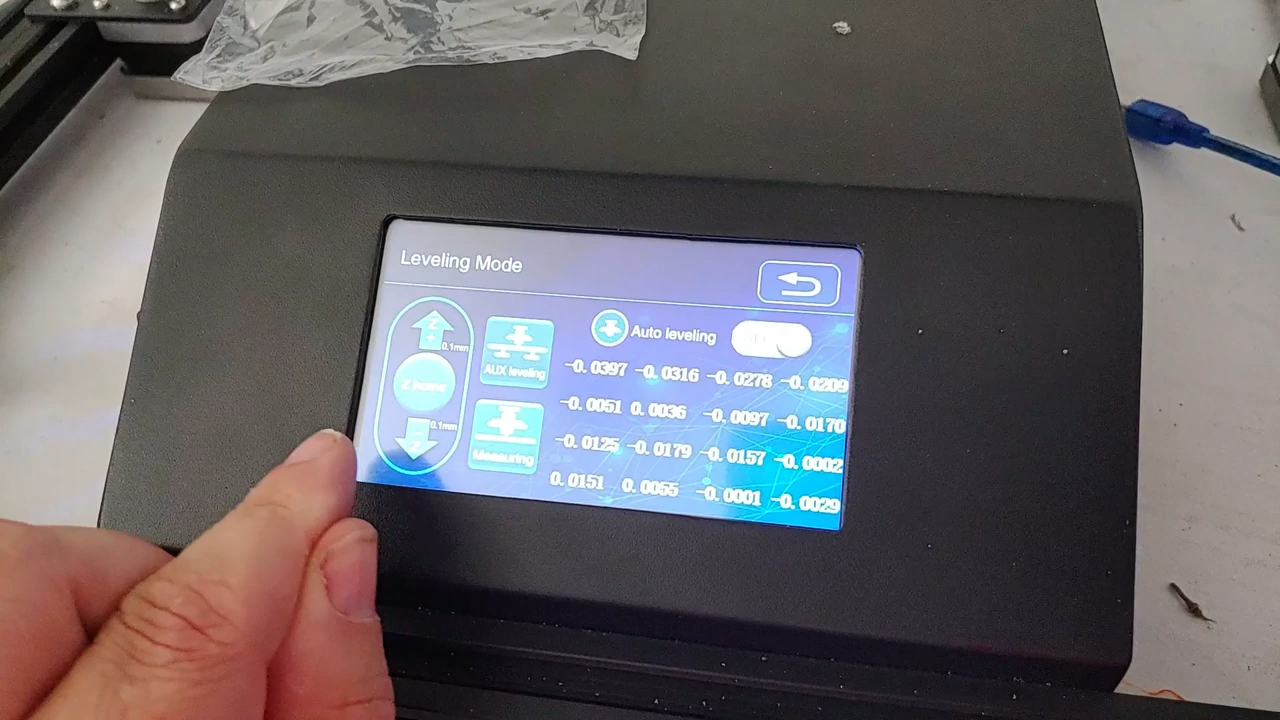 Leveling Mode
Z
+
0.1mm
AUX leveling
Auto leveling
-0.0397 -0.0316 -0.0278 -0.0209
Z home
-0.0051 0.0036 -0.0097 -0.0170
0.1mm
Z
Measuring
-0.0125 -0.0179 -0.0157 -0.0002
0.0151 0.0055 -0.0001 -0.0029